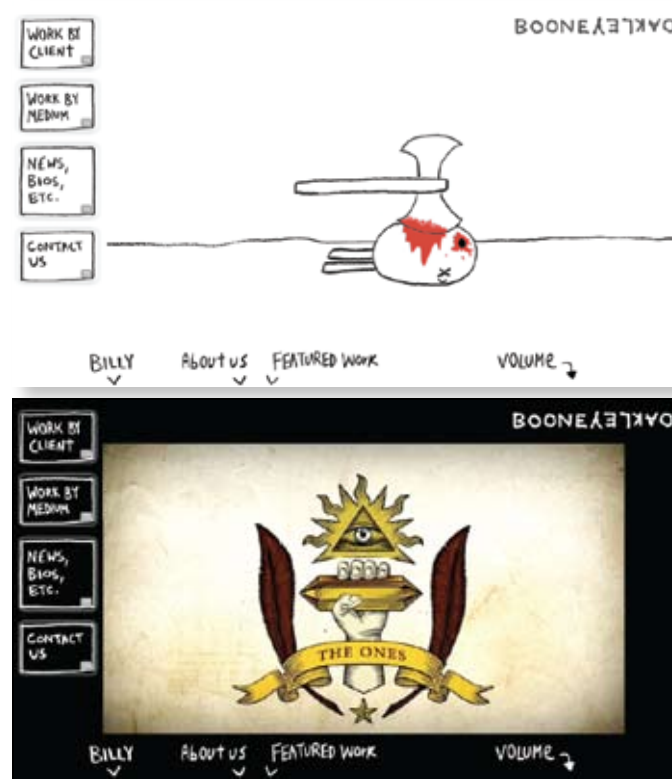 BOONEOAKLEY
WORK BY
CLIENT
WORK BY
MEDIUM
NEWS,
BIOS,
ETC.
CONTACT
US
BILLY
ABOUT US
FEATURED WORK
VOLUME
BOONEOAKLEY
WORK BY
CLIENT
WORK BY
MEDIUM
NEWS,
BIOS,
ETC.
CONTACT
US
THE ONES
BILLY
ABOUT US
FEATURED WORK
VOLUME